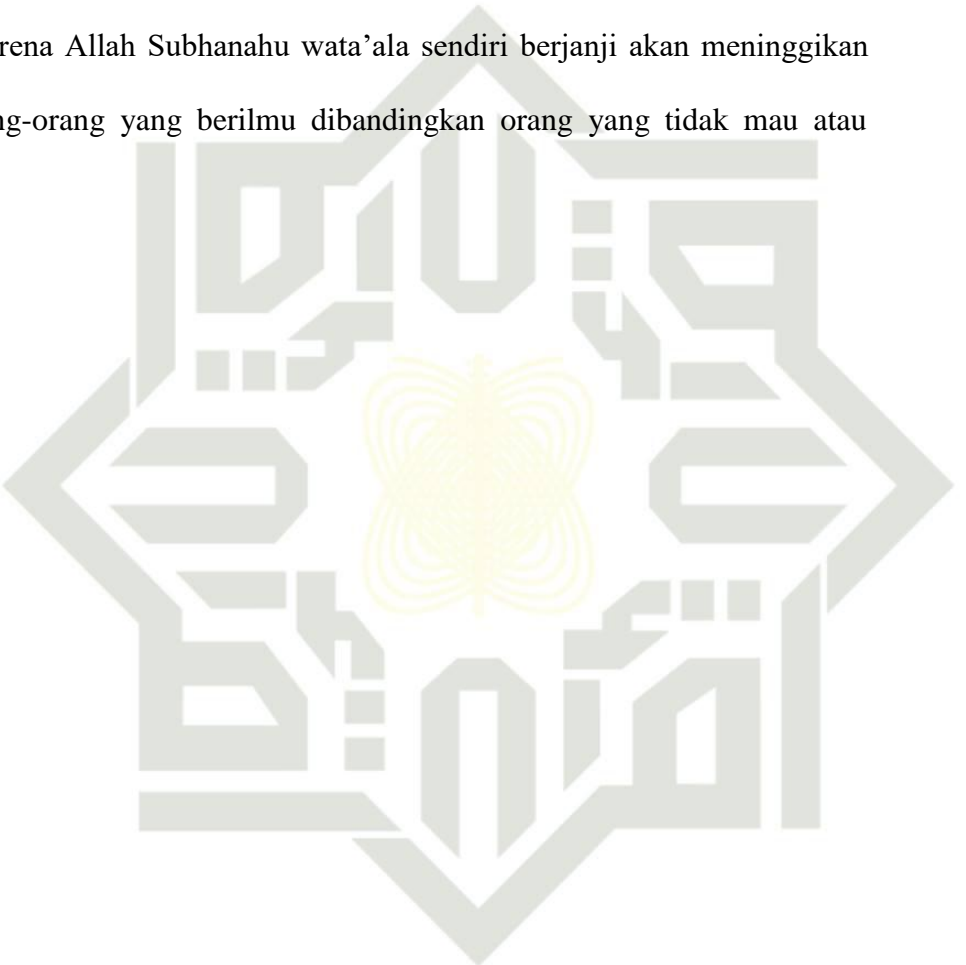 rena Allah Subhanahu wata’ala sendiri berjanji akan meninggikan
ng-orang yang berilmu dibandingkan orang yang tidak mau atau